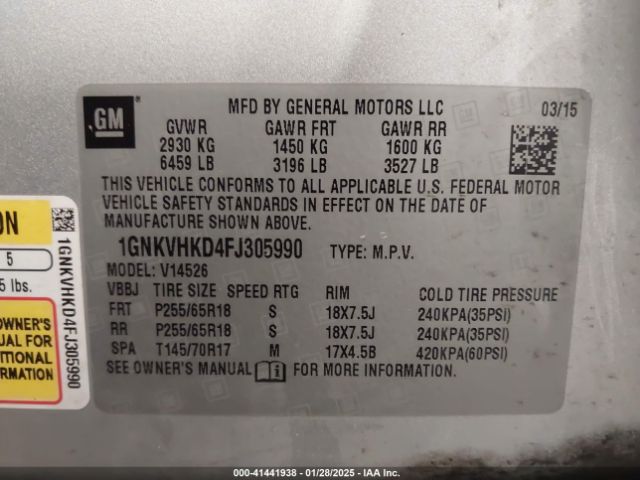 GM
MFD BY GENERAL MOTORS LLC 03/15
GVWR GAWR FRT GAWR RR
2930 KG 1450 KG 1600 KG
6459 LB 3196 LB 3527 LB
THIS VEHICLE CONFORMS TO ALL APPLICABLE U.S. FEDERAL MOTOR
VEHICLE SAFETY STANDARDS IN EFFECT ON THE DATE OF
MANUFACTURE SHOWN ABOVE.
1GNKVHKD4FJ305990 TYPE: M.P.V.
MODEL: V14526
VBBJ TIRE SIZE SPEED RTG RIM COLD TIRE PRESSURE
FRT P255/65R18 S 18X7.5J 240KPA(35PSI)
RR P255/65R18 S 18X7.5J 240KPA(35PSI)
SPA T145/70R17 M 17X4.5B 420KPA(60PSI)
SEE OWNER'S MANUAL i FOR MORE INFORMATION.
ON
5
5 lbs.
OWNER'S
UAL FOR
ITIONAL
RMATION
1GNKVHKD4FJ305990
000-41441938 | 01/28/2025 - IAA Inc.